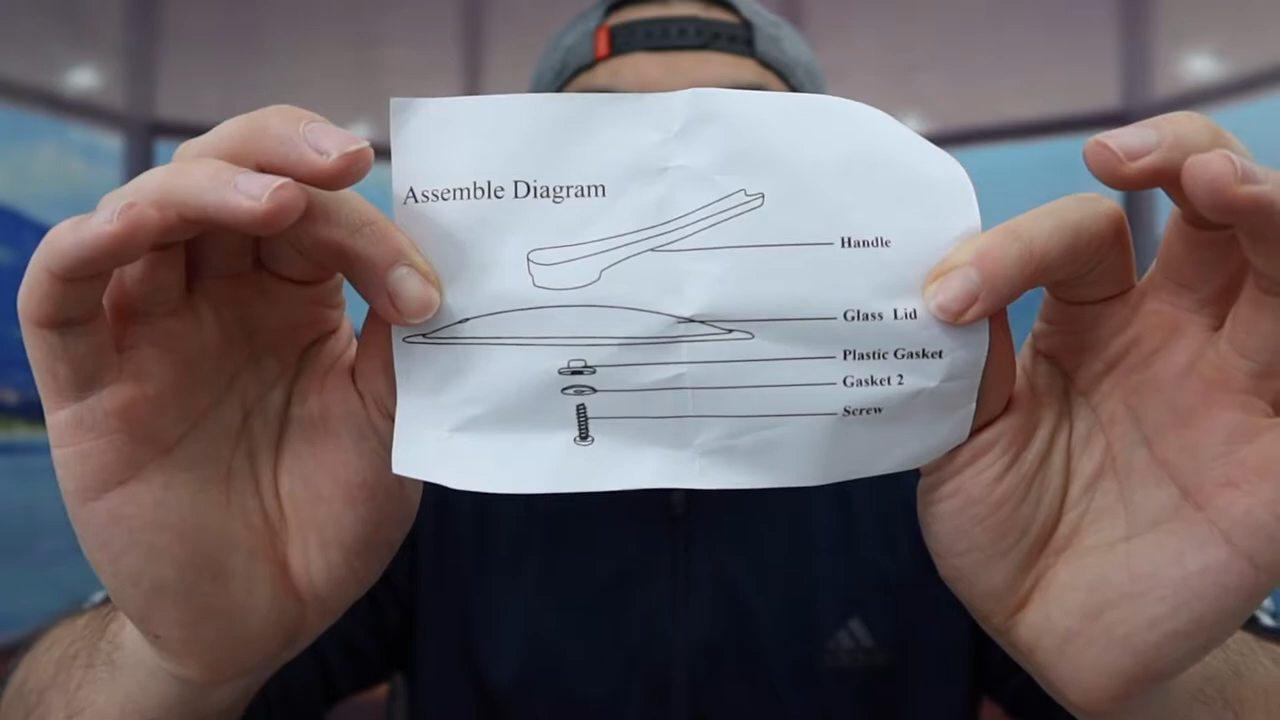 Assemble Diagram
Handle
Glass Lid
Plastic Gasket
Gasket 2
Screw